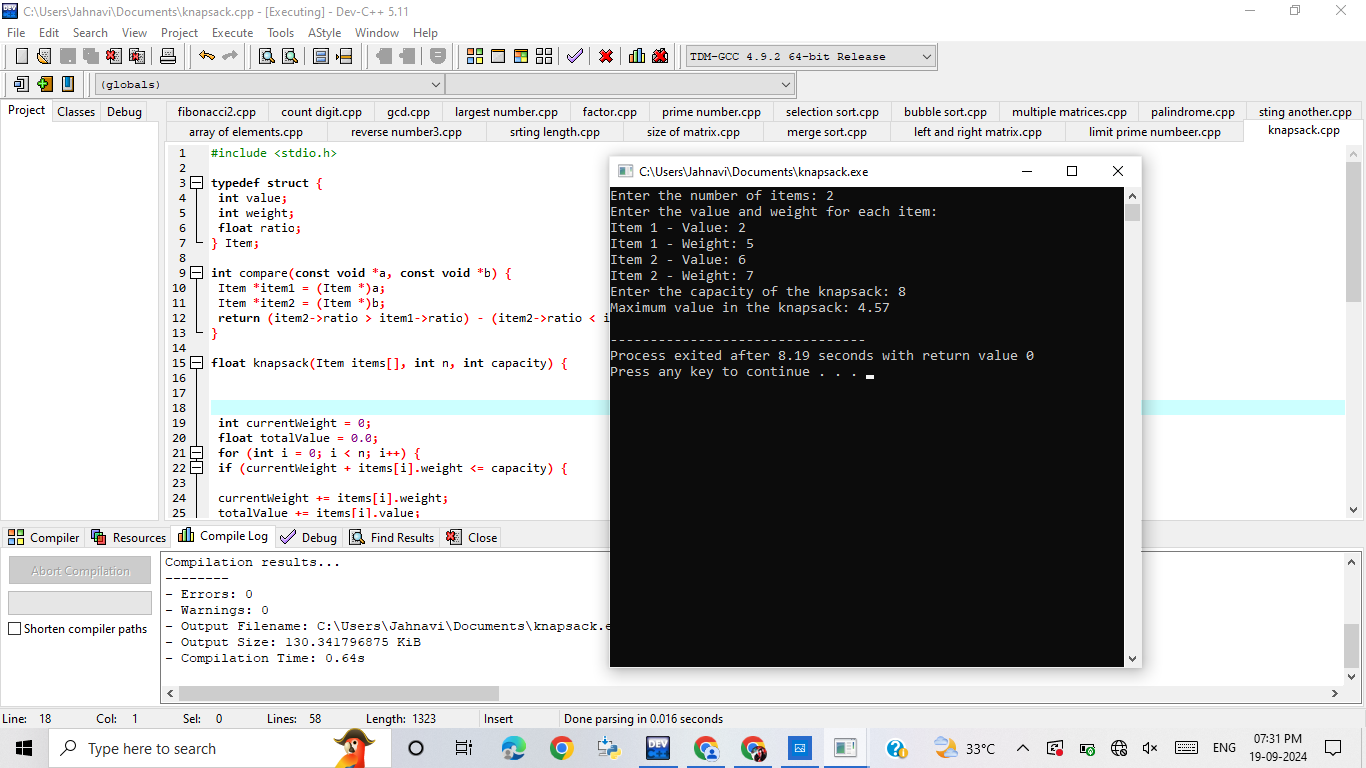 C:\Users\Jahnavi\Documents\knapsack.cpp - [Executing] - Dev-C++ 5.11
File Edit Search View Project Execute Tools AStyle Window Help
TDM-GCC 4.9.2 64-bit Release
(globals)
Project Classes Debug
fibonacci2.cpp count digit.cpp gcd.cpp largest number.cpp factor.cpp prime number.cpp selection sort.cpp bubble sort.cpp multiple matrices.cpp palindrome.cpp sting another.cpp
array of elements.cpp reverse number3.cpp srting length.cpp size of matrix.cpp merge sort.cpp left and right matrix.cpp limit prime numbeer.cpp knapsack.cpp
1 #include <stdio.h>
2
3 typedef struct {
4 int value;
5 int weight;
6 float ratio;
7 } Item;
8
9 int compare(const void *a, const void *b) {
10 Item *item1 = (Item *)a;
11 Item *item2 = (Item *)b;
12 return (item2->ratio > item1->ratio) - (item2->ratio < i
13 }
14
15 float knapsack(Item items[], int n, int capacity) {
16
17
18
19 int currentWeight = 0;
20 float totalValue = 0.0;
21 for (int i = 0; i < n; i++) {
22 if (currentWeight + items[i].weight <= capacity) {
23
24 currentWeight += items[i].weight;
25 totalValue += items[i].value;
C:\Users\Jahnavi\Documents\knapsack.exe
Enter the number of items: 2
Enter the value and weight for each item:
Item 1 - Value: 2
Item 1 - Weight: 5
Item 2 - Value: 6
Item 2 - Weight: 7
Enter the capacity of the knapsack: 8
Maximum value in the knapsack: 4.57
--------------------------------
Process exited after 8.19 seconds with return value 0
Press any key to continue . . .
Compiler Resources Compile Log Debug Find Results Close
Abort Compilation
Shorten compiler paths
Compilation results...
--------
- Errors: 0
- Warnings: 0
- Output Filename: C:\Users\Jahnavi\Documents\knapsack.e
- Output Size: 130.341796875 KiB
- Compilation Time: 0.64s
Line: 18 Col: 1 Sel: 0 Lines: 58 Length: 1323 Insert Done parsing in 0.016 seconds
Type here to search
DEV
33°C
ENG
07:31 PM
19-09-2024